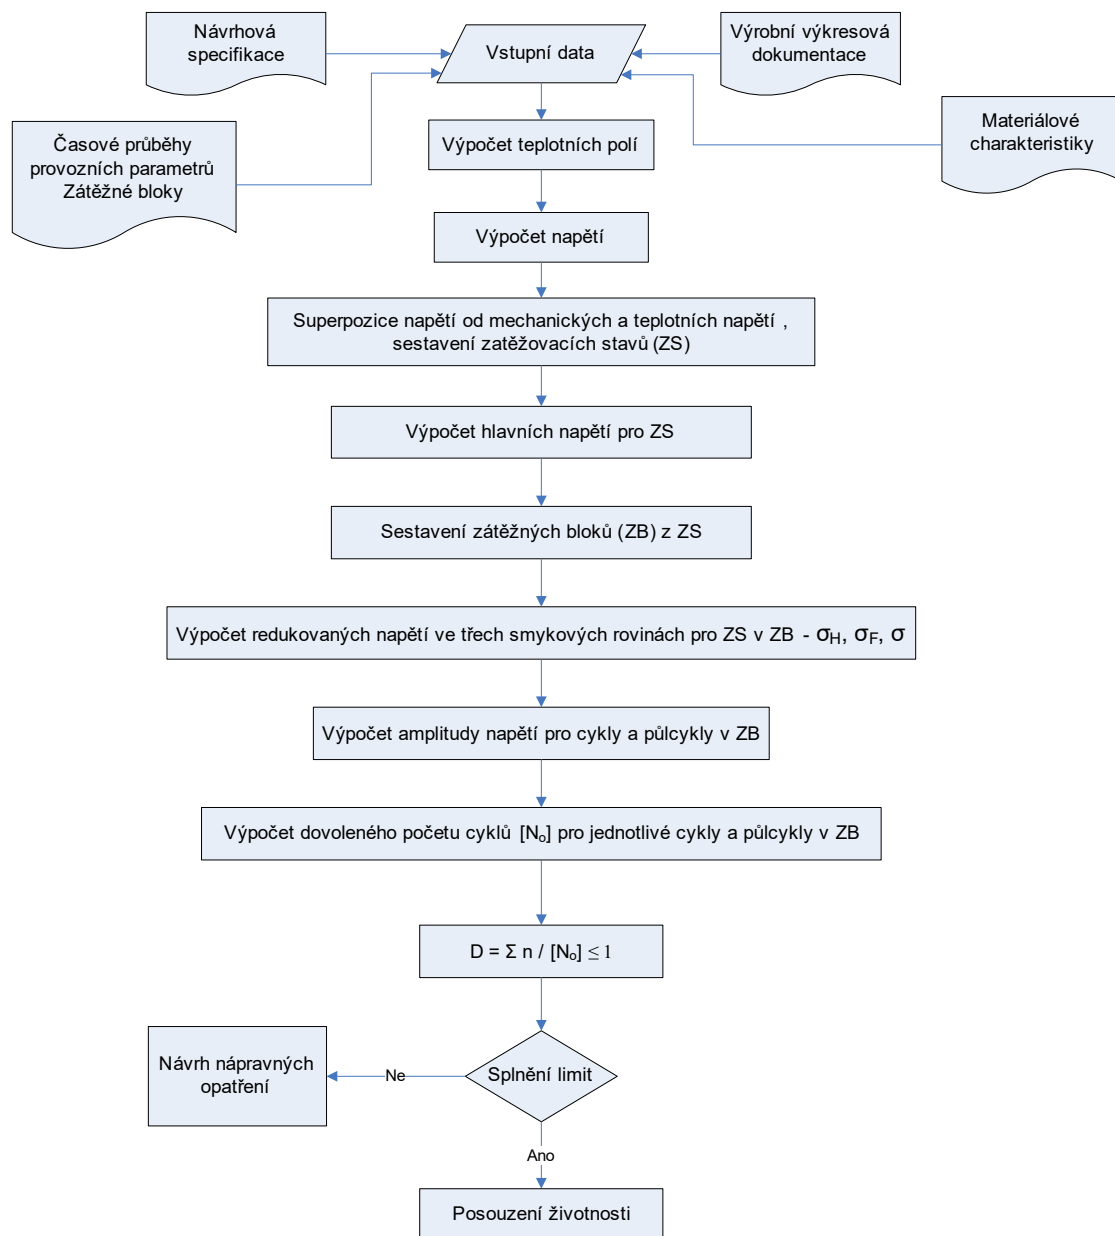 Návrhová
specifikace
Vstupní data
Výrobní výkresová
dokumentace
Časové průběhy
provozních parametrů
Zátěžné bloky
Materiálové
charakteristiky
Výpočet teplotních polí
Výpočet napětí
Superpozice napětí od mechanických a teplotních napětí ,
sestavení zatěžovacích stavů (ZS)
Výpočet hlavních napětí pro ZS
Sestavení zátěžných bloků (ZB) z ZS
Výpočet redukovaných napětí ve třech smykových rovinách pro ZS v ZB - σH, σF, σ
Výpočet amplitudy napětí pro cykly a půlcykly v ZB
Výpočet dovoleného početu cyklů [No] pro jednotlivé cykly a půlcykly v ZB
D = Σ n / [No] ≤ 1
Splnění limit
Ne
Návrh nápravných
opatření
Ano
Posouzení životnosti